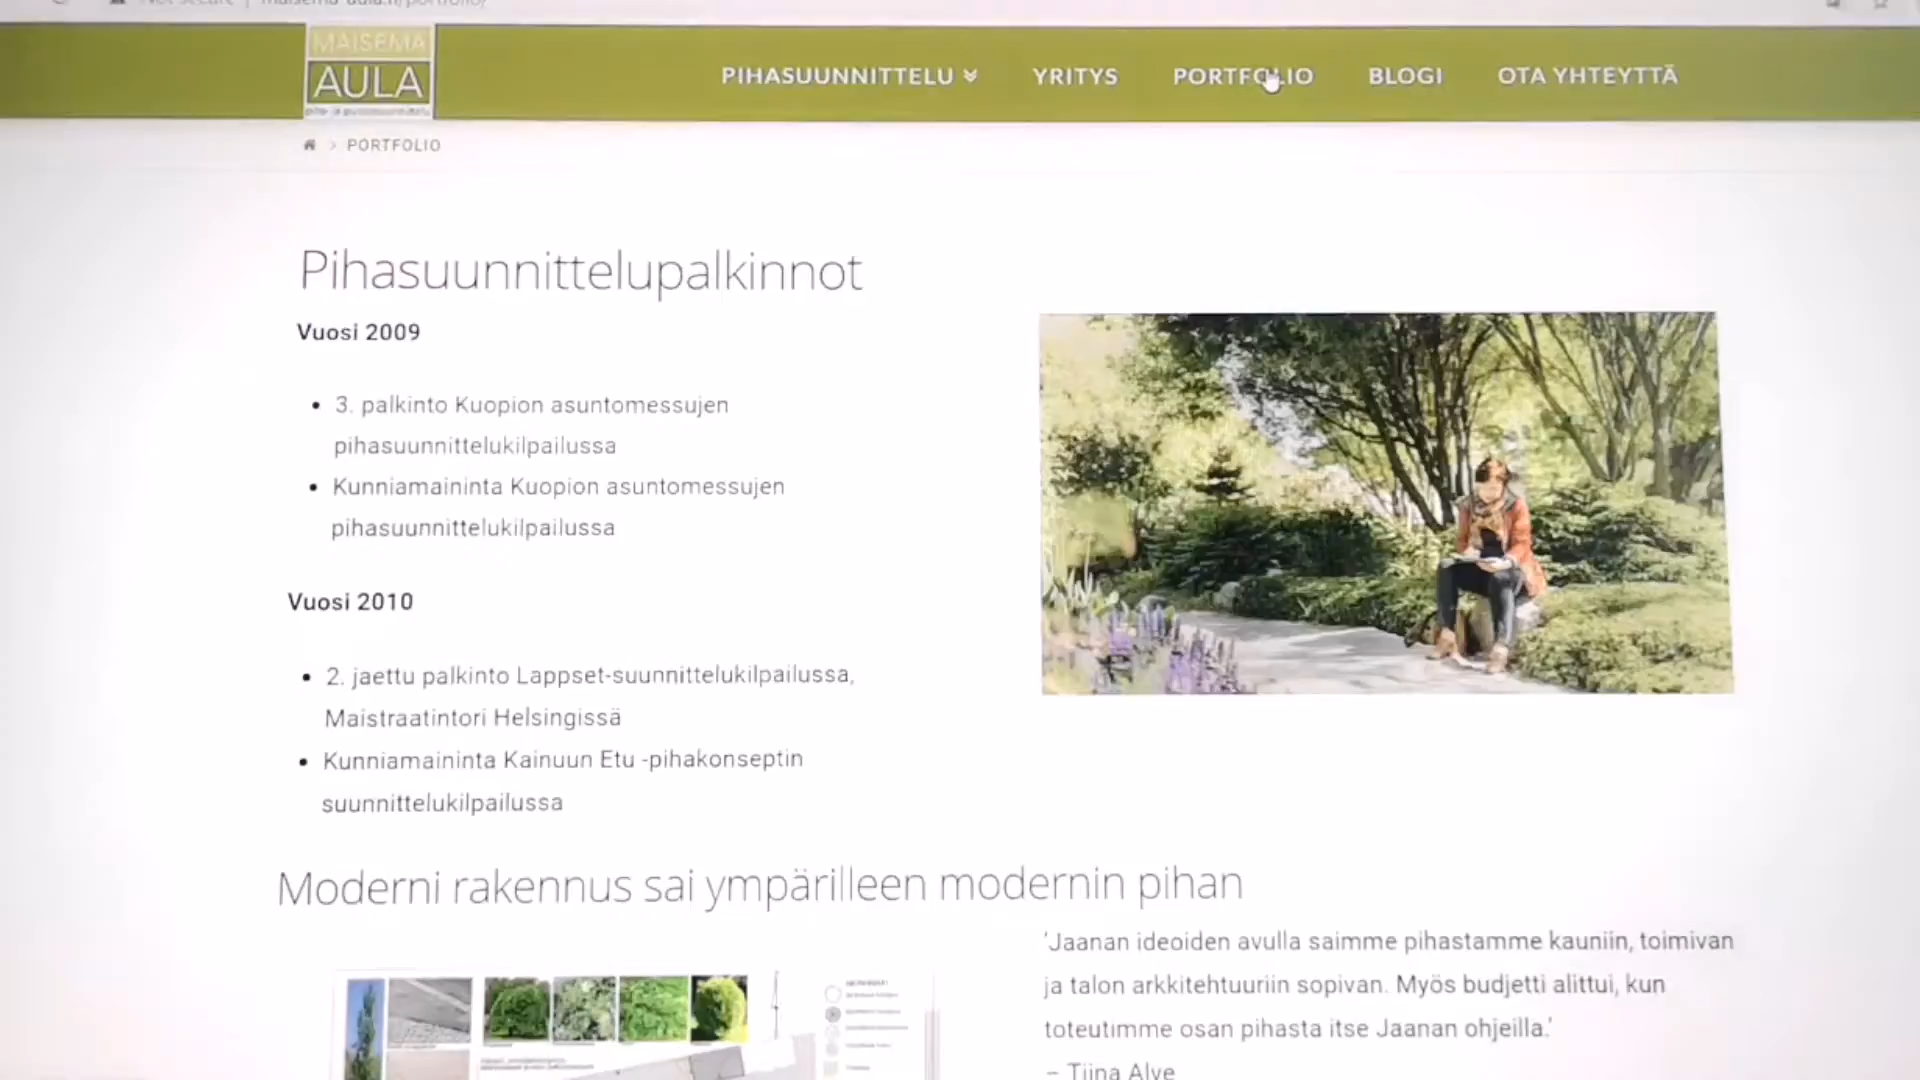 MAISEMA
AULA
PIHASUUNNITTELU
YRITYS
PORTFOLIO
BLOGI
OTA YHTEYTTÄ
PORTFOLIO
Pihasuunnittelupalkinnot
Vuosi 2009
3. palkinto Kuopion asuntomessujen
pihasuunnittelukilpailussa
Kunniamaininta Kuopion asuntomessujen
pihasuunnittelukilpailussa
Vuosi 2010
2. jaettu palkinto Lappset-suunnittelukilpailussa,
Maistraatintori Helsingissä
Kunniamaininta Kainuun Etu -pihakonseptin
suunnittelukilpailussa
Moderni rakennus sai ympärilleen modernin pihan
'Jaanan ideoiden avulla saimme pihastamme kauniin, toimivan
ja talon arkkitehtuuriin sopivan. Myös budjetti alittui, kun
toteutimme osan pihasta itse Jaanan ohjeilla.'
– Tiina Alve